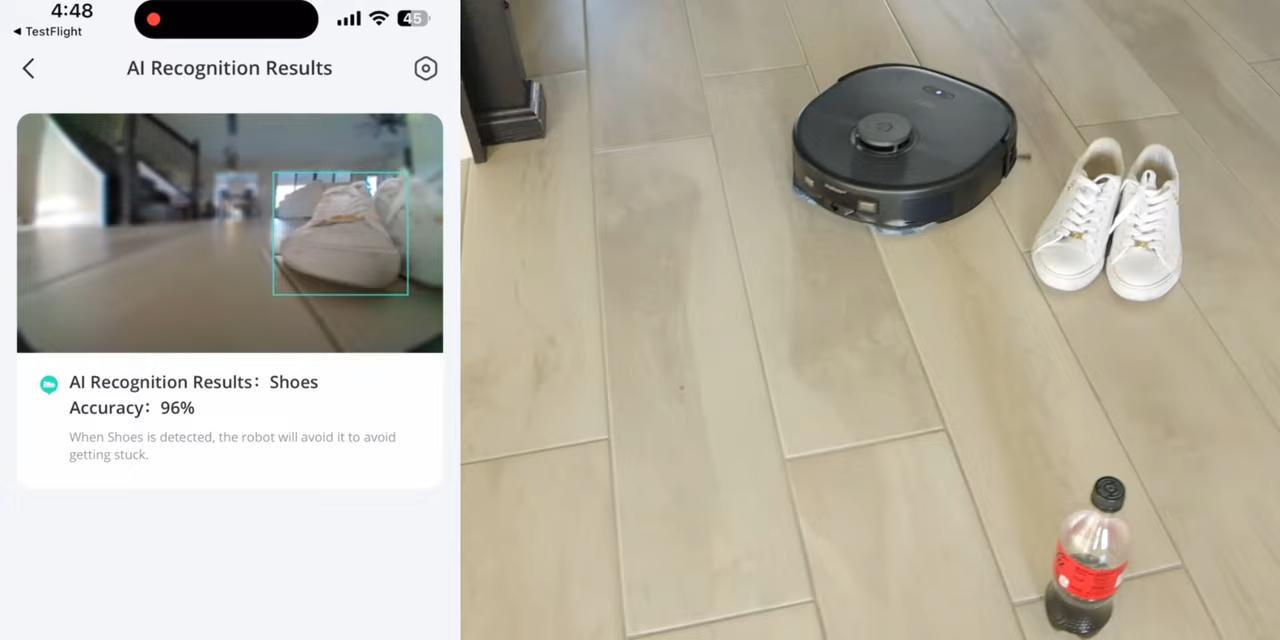 4:48
45
◀ TestFlight
AI Recognition Results
AI Recognition Results: Shoes
Accuracy: 96%
When Shoes is detected, the robot will avoid it to avoid
getting stuck.